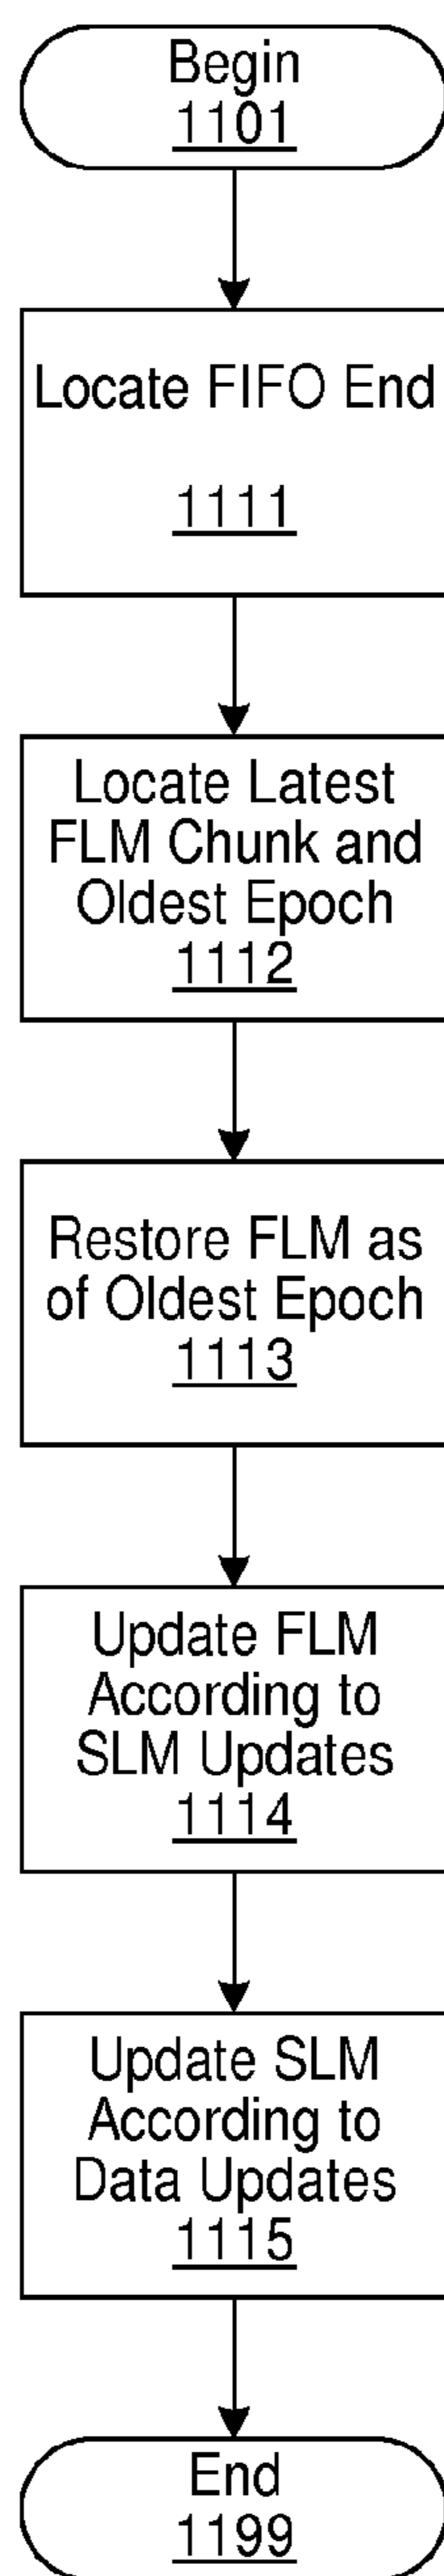 Begin
1101
Locate FIFO End
1111
Locate Latest
FLM Chunk and
Oldest Epoch
1112
Restore FLM as
of Oldest Epoch
1113
Update FLM
According to
SLM Updates
1114
Update SLM
According to
Data Updates
1115
End
1199